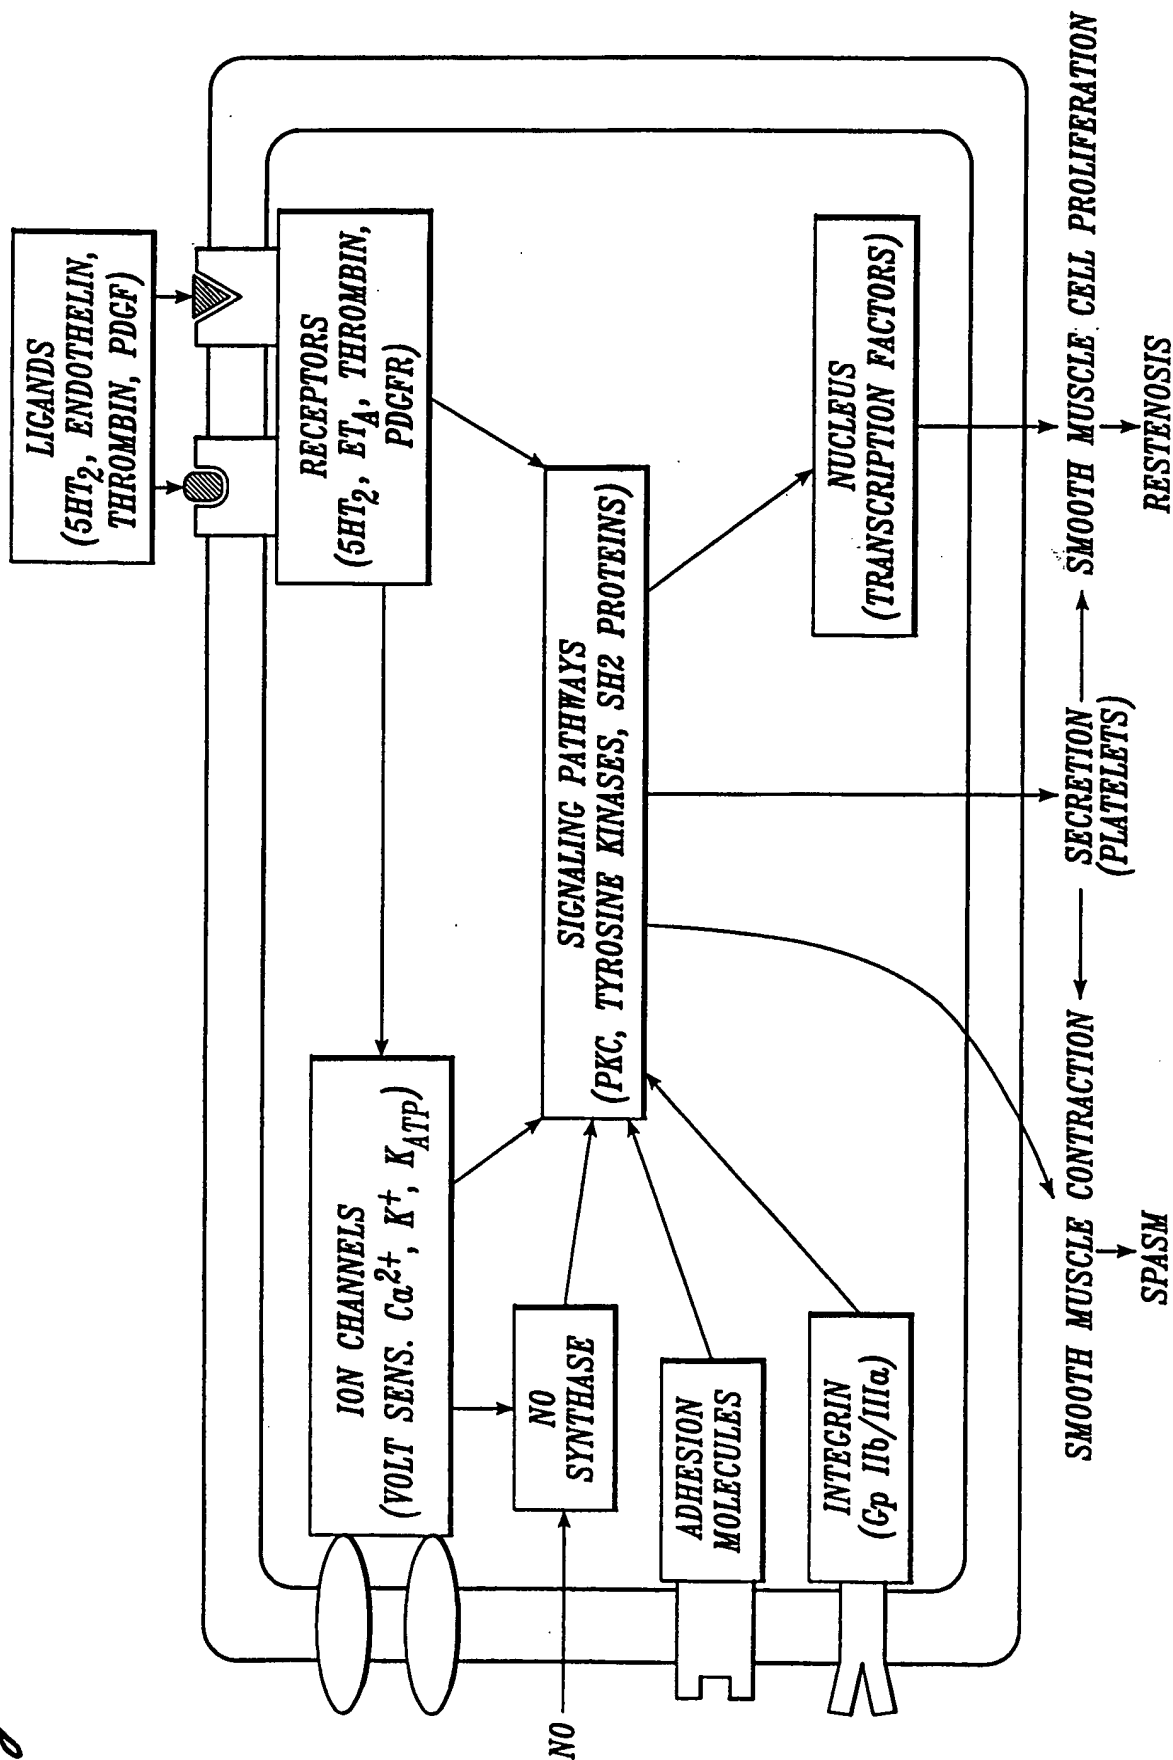 LIGANDS
(5HT2, ENDOTHELIN,
THROMBIN, PDGF)
RECEPTORS
(5HT2, ETA, THROMBIN,
PDGFR)
ION CHANNELS
(VOLT SENS. Ca2+, K+, KATP)
NO
SYNTHASE
NO
SIGNALING PATHWAYS
(PKC, TYROSINE KINASES, SH2 PROTEINS)
ADHESION
MOLECULES
INTEGRIN
(Gp IIb/IIIa)
NUCLEUS
(TRANSCRIPTION FACTORS)
SMOOTH MUSCLE CONTRACTION
SECRETION
(PLATELETS)
SMOOTH MUSCLE CELL PROLIFERATION
SPASM
RESTENOSIS